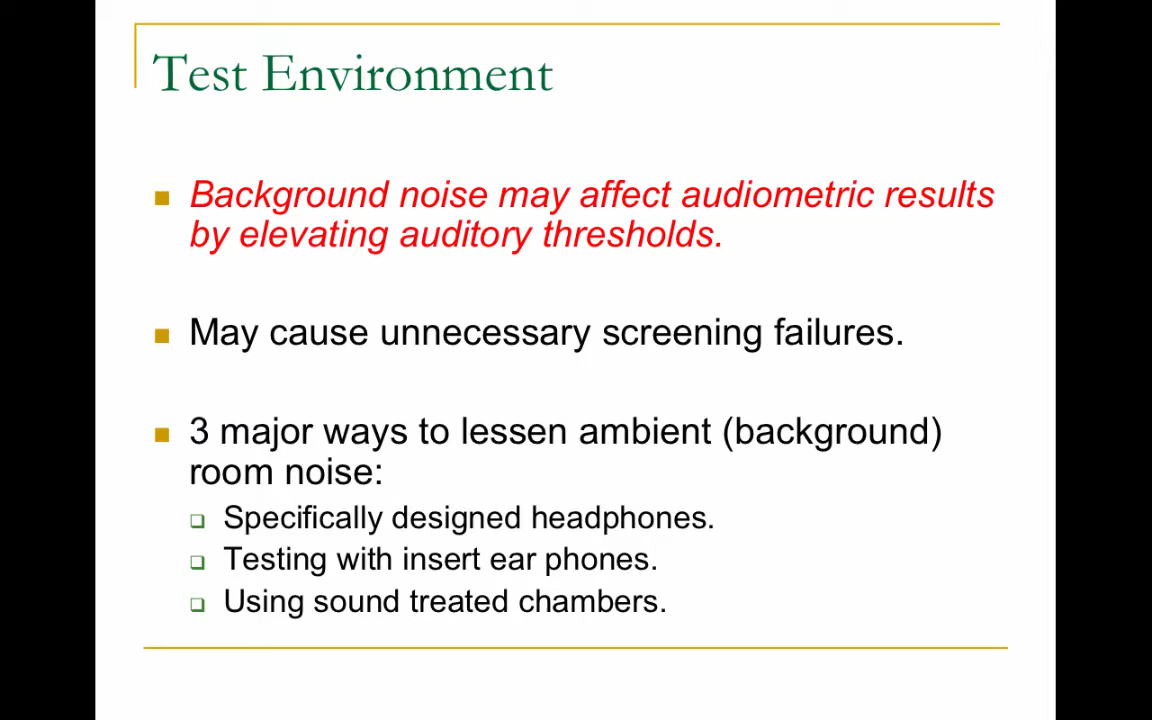 Test Environment
Background noise may affect audiometric results
by elevating auditory thresholds.
May cause unnecessary screening failures.
3 major ways to lessen ambient (background)
room noise:
Specifically designed headphones.
Testing with insert ear phones.
Using sound treated chambers.